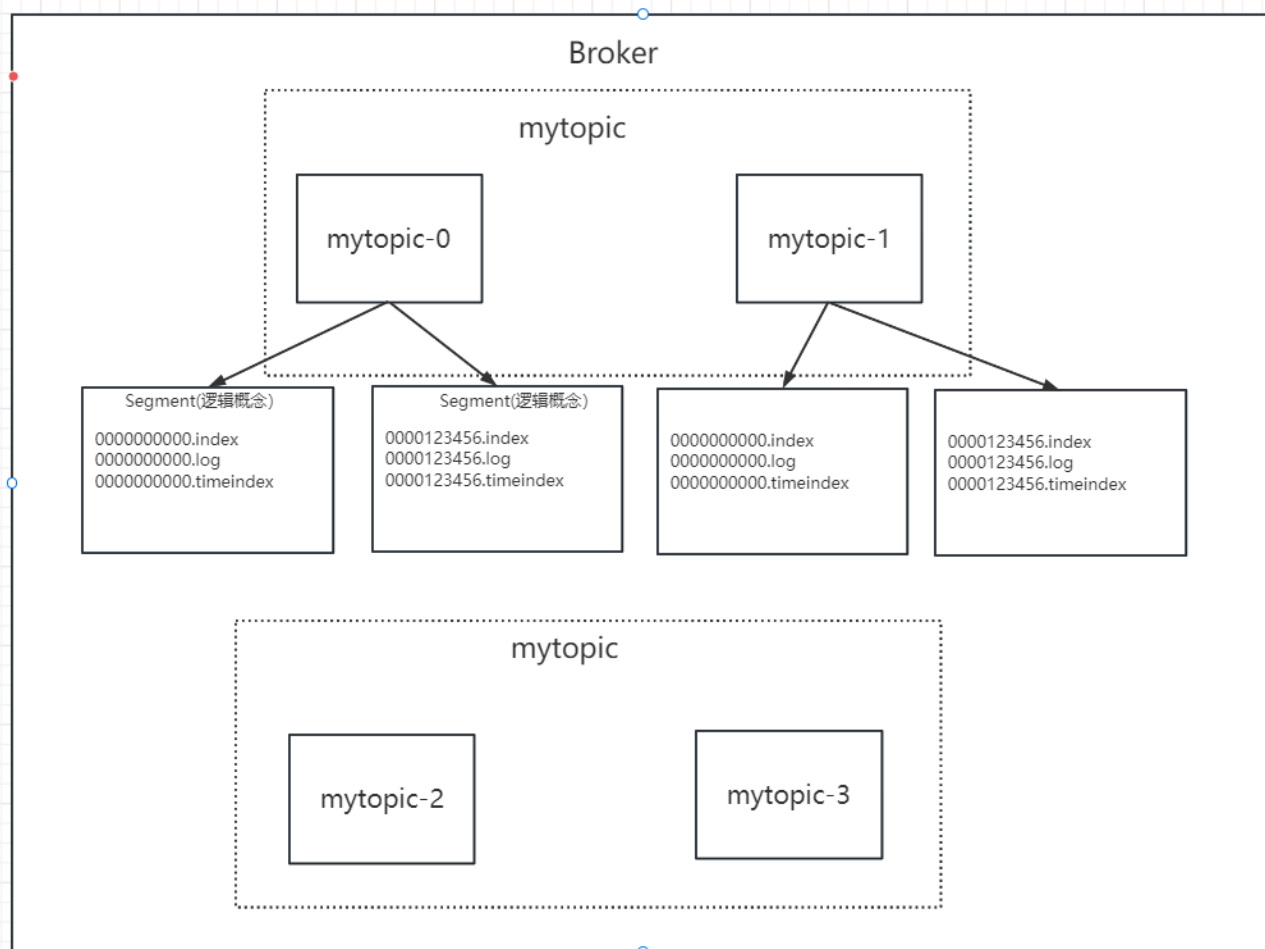 Broker
mytopic
mytopic-0
mytopic-1
Segment(逻辑概念)
0000000000.index
0000000000.log
0000000000.timeindex
Segment(逻辑概念)
0000123456.index
0000123456.log
0000123456.timeindex
0000000000.index
0000000000.log
0000000000.timeindex
0000123456.index
0000123456.log
0000123456.timeindex
mytopic
mytopic-2
mytopic-3